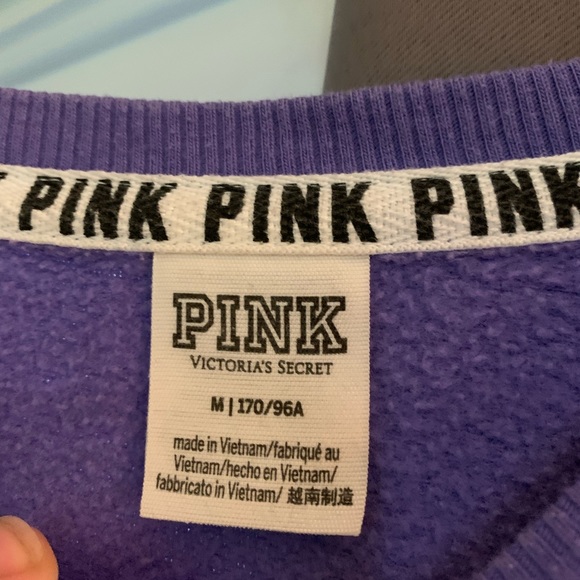 PINK PINK PINK
PINK
VICTORIA'S SECRET
M | 170/96A
made in Vietnam/fabriqué au
Vietnam/hecho en Vietnam/
fabbricato in Vietnam/ 越南制造